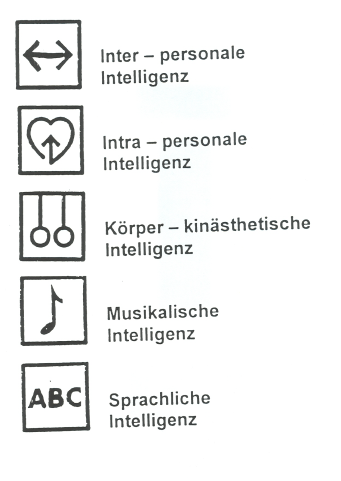 Inter – personale
Intelligenz
Intra – personale
Intelligenz
Körper – kinästhetische
Intelligenz
Musikalische
Intelligenz
ABC
Sprachliche
Intelligenz